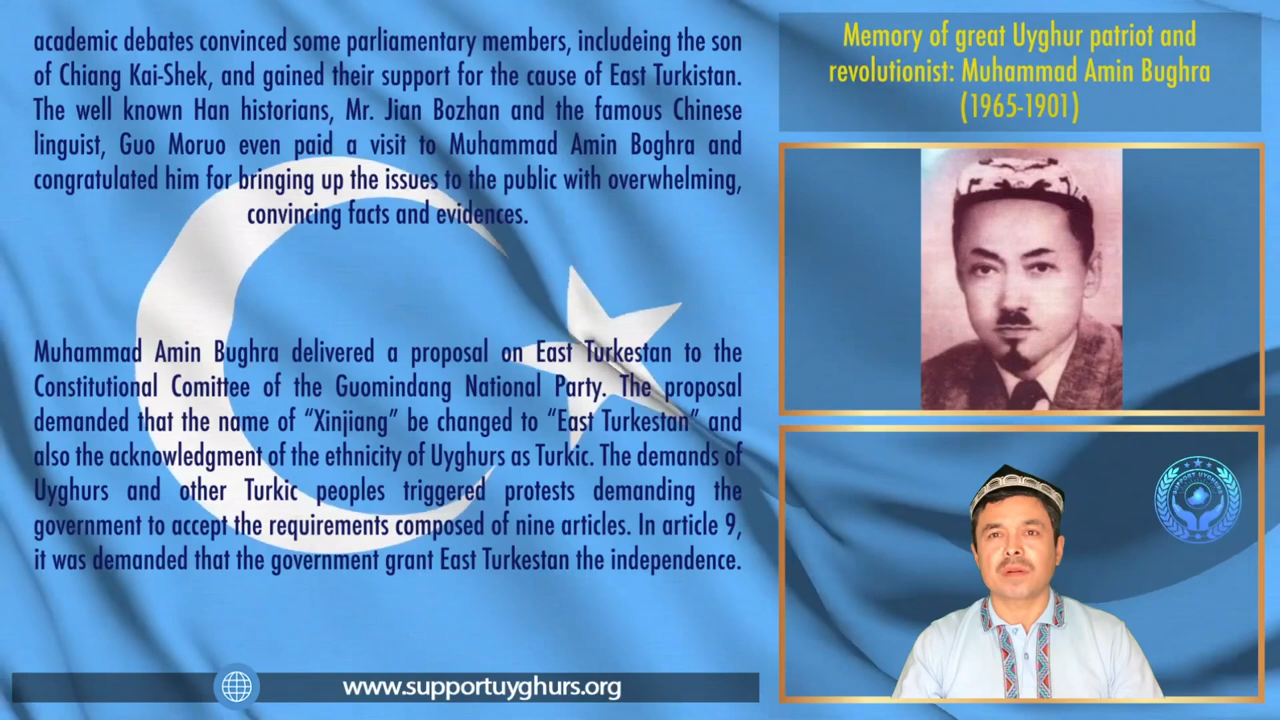 academic debates convinced some parliamentary members, includeing the son
of Chiang Kai-Shek, and gained their support for the cause of East Turkistan.
The well known Han historians, Mr. Jian Bozhan and the famous Chinese
linguist, Guo Moruo even paid a visit to Muhammad Amin Boghra and
congratulated him for bringing up the issues to the public with overwhelming,
convincing facts and evidences.
Muhammad Amin Bughra delivered a proposal on East Turkestan to the
Constitutional Comittee of the Guomindang National Party. The proposal
demanded that the name of “Xinjiang” be changed to “East Turkestan” and
also the acknowledgment of the ethnicity of Uyghurs as Turkic. The demands of
Uyghurs and other Turkic peoples triggered protests demanding the
government to accept the requirements composed of nine articles. In article 9,
it was demanded that the government grant East Turkestan the independence.
www.supportuyghurs.org
Memory of great Uyghur patriot and
revolutionist: Muhammad Amin Bughra
(1965-1901)
SUPPORT UYGHURS